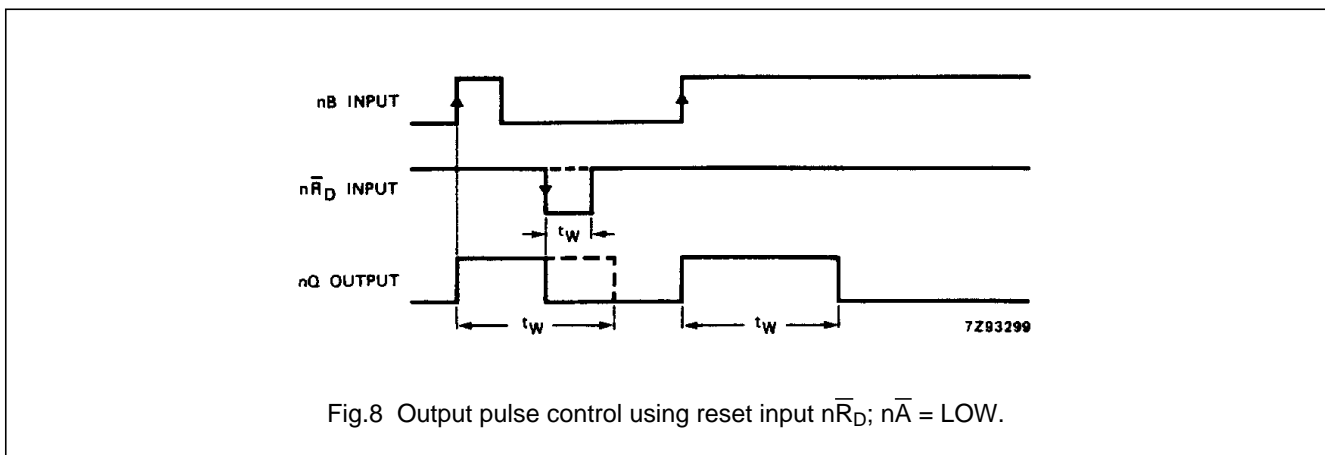 nB INPUT
nR̅D INPUT
tW
nQ OUTPUT
tW
tW
7Z93299
Fig.8 Output pulse control using reset input nR̅D; nA̅ = LOW.